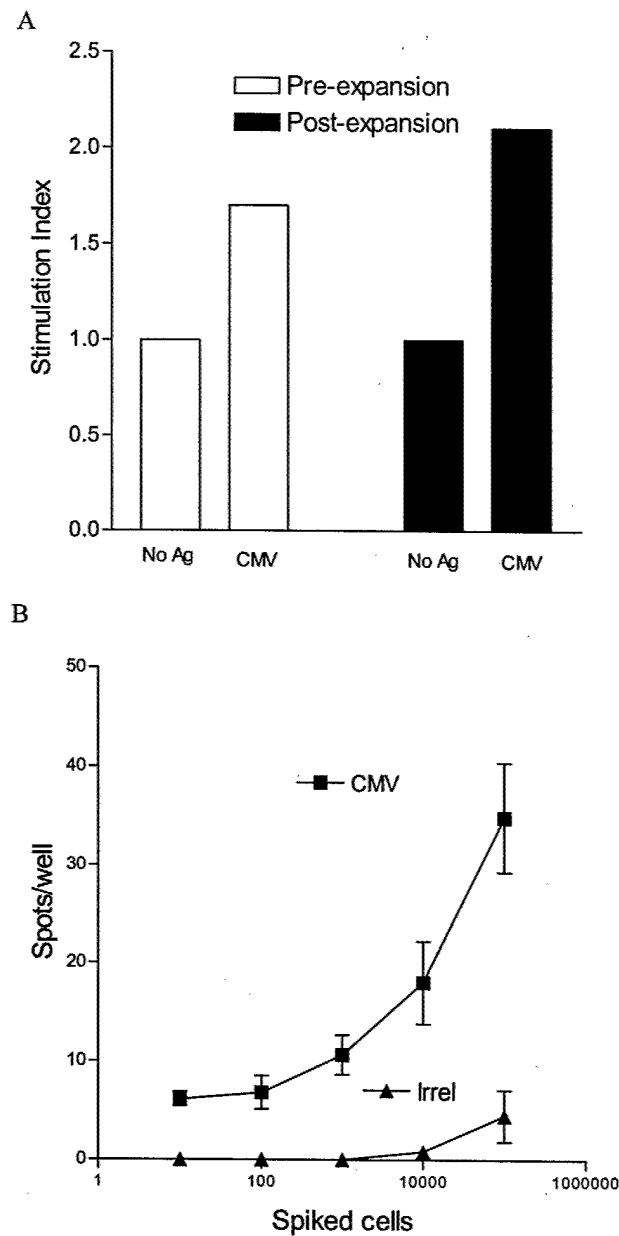 A
2.5
Pre-expansion
Post-expansion
2.0
1.5
1.0
0.5
0.0
Stimulation Index
No Ag CMV No Ag CMV
B
50
40
CMV
30
20
10
Irrel
0
Spots/well
1 100 10000 1000000
Spiked cells